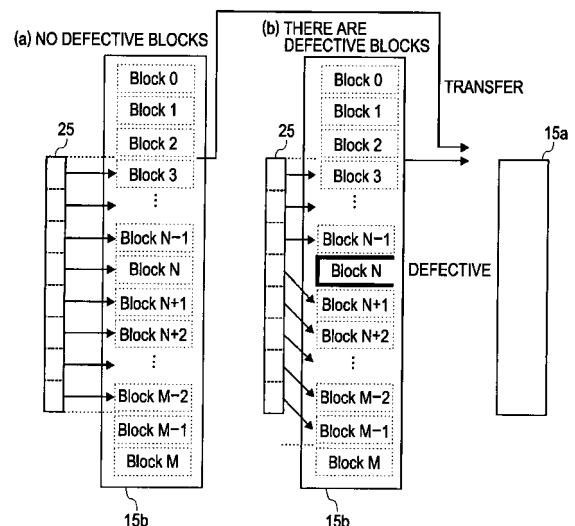 (a) NO DEFECTIVE BLOCKS
(b) THERE ARE
DEFECTIVE BLOCKS
25
Block 0
Block 1
Block 2
Block 3
⋮
Block N−1
Block N
Block N+1
Block N+2
⋮
Block M−2
Block M−1
Block M
15b
25
Block 0
Block 1
Block 2
Block 3
⋮
Block N−1
Block N
DEFECTIVE
Block N+1
Block N+2
⋮
Block M−2
Block M−1
Block M
15b
TRANSFER
15a